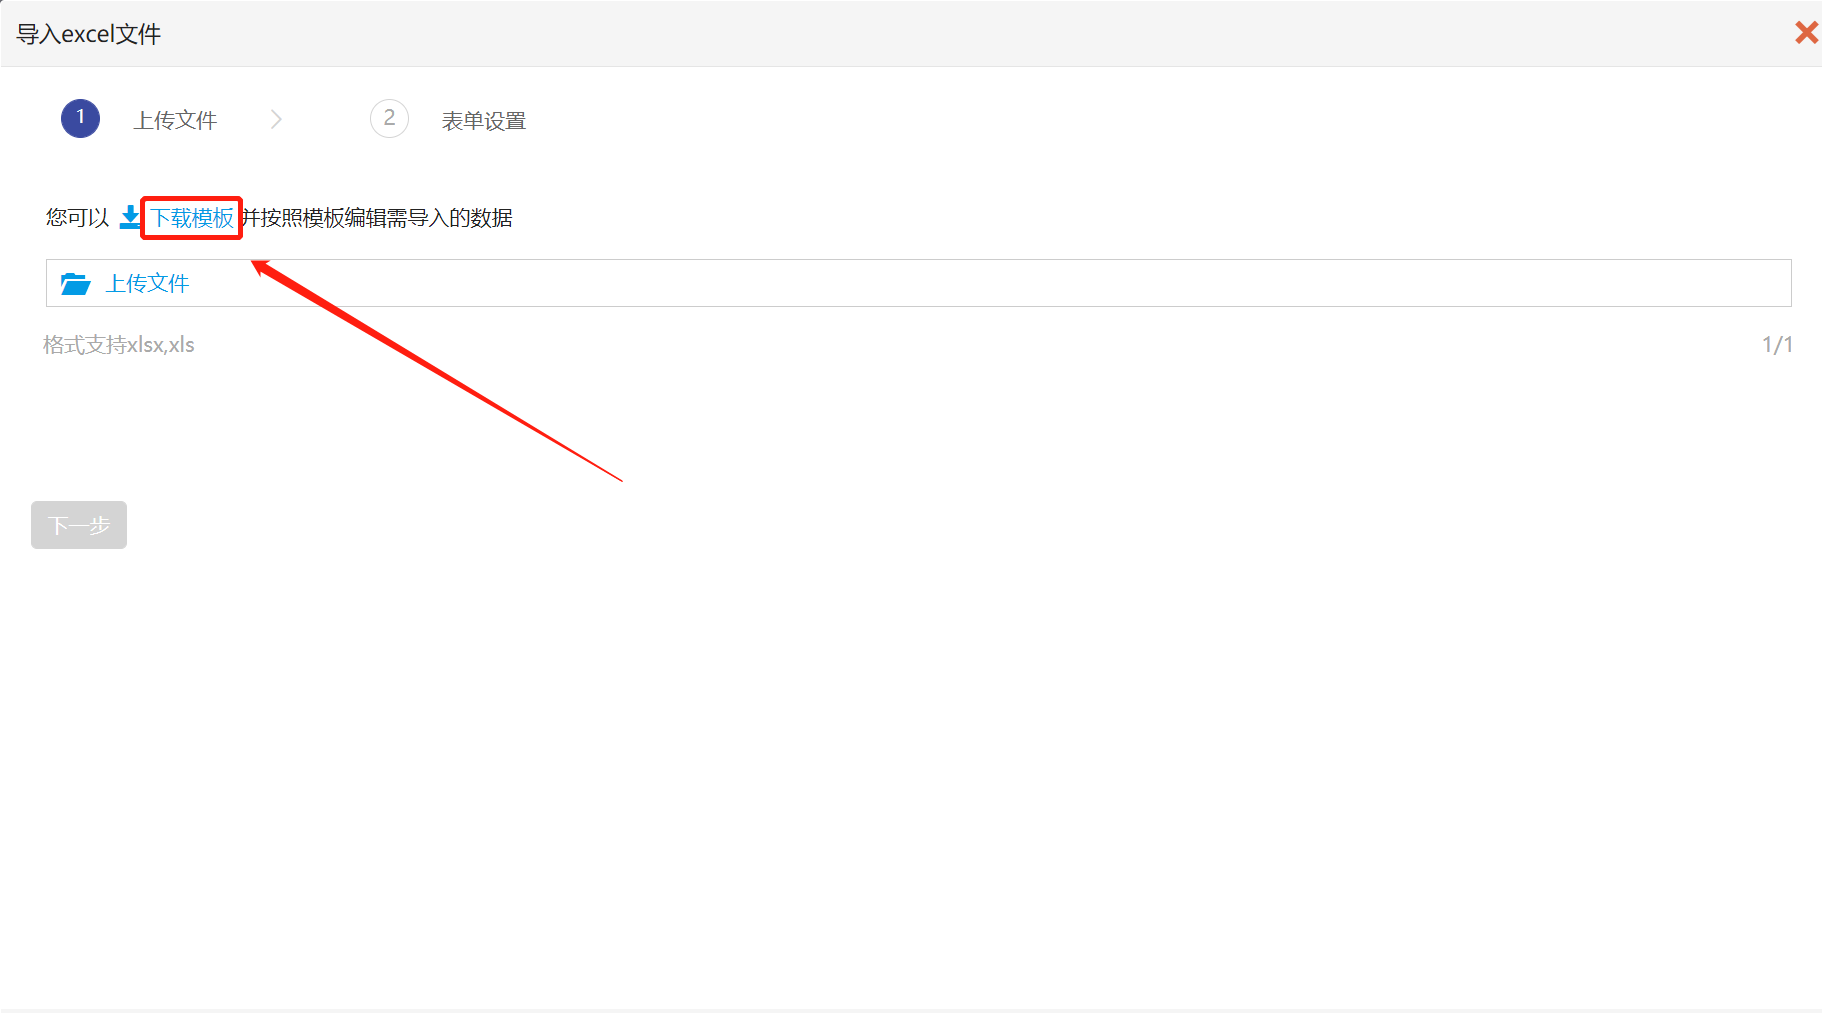 导入excel文件
1 上传文件 2 表单设置
您可以 下载模板 并按照模板编辑需导入的数据
上传文件
格式支持xlsx,xls 1/1
下一步